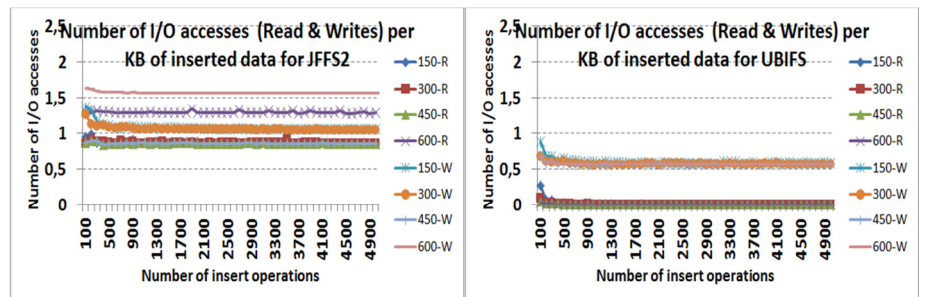 Number of I/O accesses (Read & Writes) per
KB of inserted data for JFFS2
2,5
2
1,5
1
0,5
0
Number of I/O accesses
100
500
900
1300
1700
2100
2500
2900
3300
3700
4100
4500
4900
Number of insert operations
150-R
300-R
450-R
600-R
150-W
300-W
450-W
600-W
Number of I/O accesses (Read & Writes) per
KB of inserted data for UBIFS
2,5
2
1,5
1
0,5
0
Number of I/O accesses
100
500
900
1300
1700
2100
2500
2900
3300
3700
4100
4500
4900
Number of insert operations
150-R
300-R
450-R
600-R
150-W
300-W
450-W
600-W